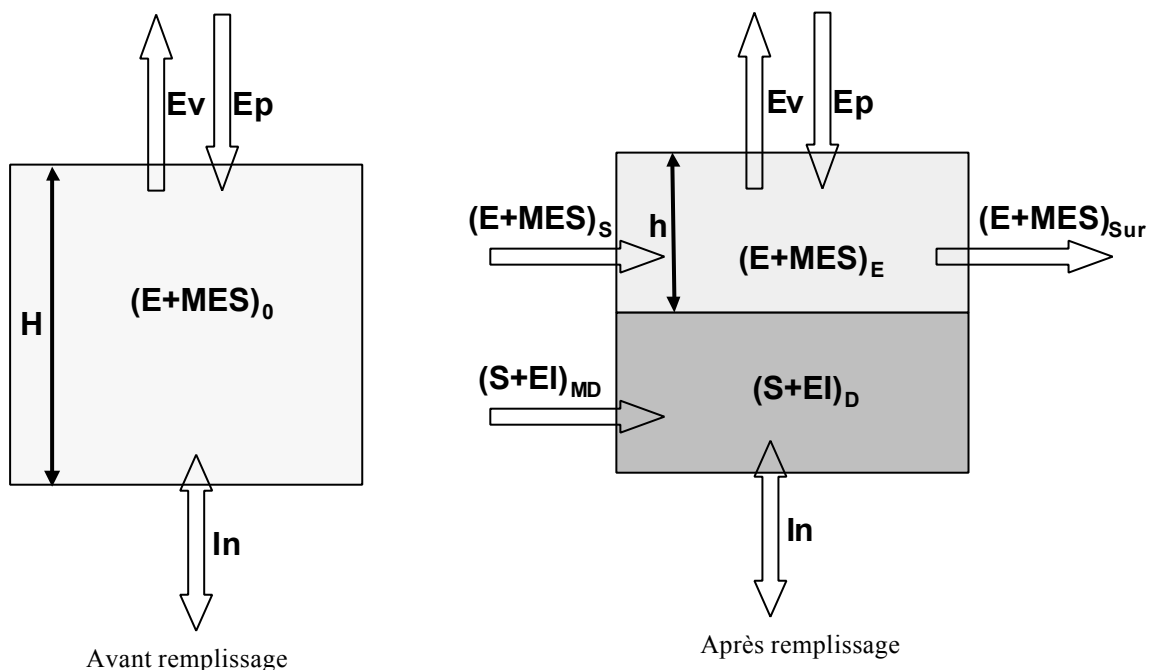 Ev Ep
H
(E+MES)0
In
Avant remplissage
Ev Ep
(E+MES)S
h
(E+MES)E
(E+MES)Sur
(S+EI)MD
(S+EI)D
In
Après remplissage